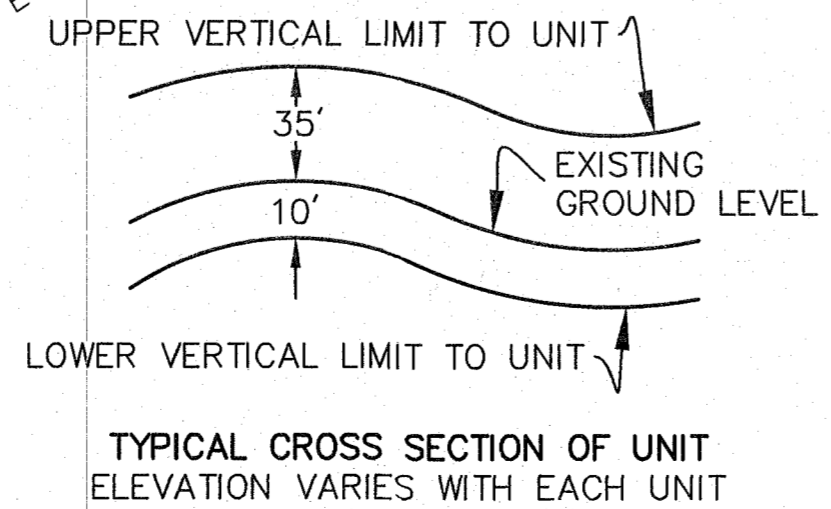 UPPER VERTICAL LIMIT TO UNIT
35'
EXISTING
GROUND LEVEL
10'
LOWER VERTICAL LIMIT TO UNIT
TYPICAL CROSS SECTION OF UNIT
ELEVATION VARIES WITH EACH UNIT